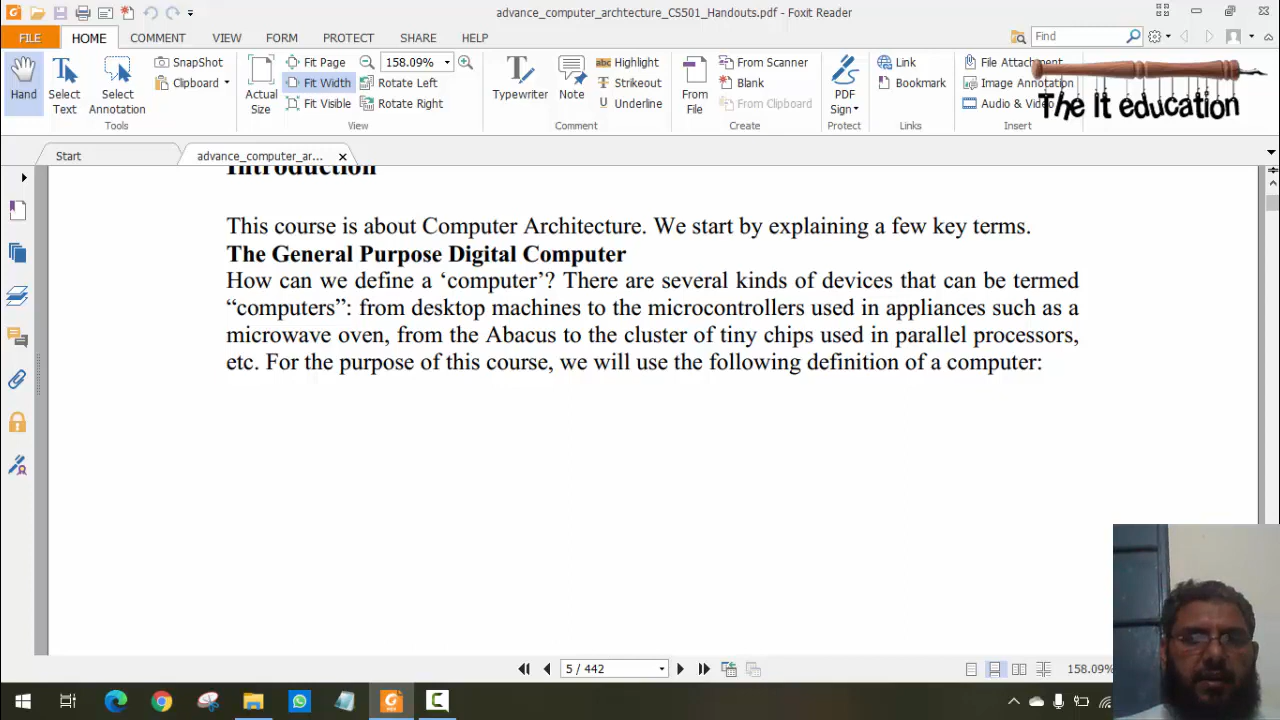 advance_computer_archtecture_CS501_Handouts.pdf - Foxit Reader
FILE HOME COMMENT VIEW FORM PROTECT SHARE HELP Find
Hand
Select Text
Select Annotation
SnapShot
Clipboard
Tools
Actual Size
Fit Page
Fit Width
Fit Visible
158.09%
Rotate Left
Rotate Right
View
Typewriter
Note
Highlight
Strikeout
Underline
Comment
From File
From Scanner
Blank
From Clipboard
Create
PDF Sign
Protect
Link
Bookmark
Links
File Attachment
Image Annotation
Audio & Video
Insert
The It education
Start advance_computer_ar...
Introduction
This course is about Computer Architecture. We start by explaining a few key terms.
The General Purpose Digital Computer
How can we define a ‘computer’? There are several kinds of devices that can be termed
“computers”: from desktop machines to the microcontrollers used in appliances such as a
microwave oven, from the Abacus to the cluster of tiny chips used in parallel processors,
etc. For the purpose of this course, we will use the following definition of a computer:
5 / 442 158.09%